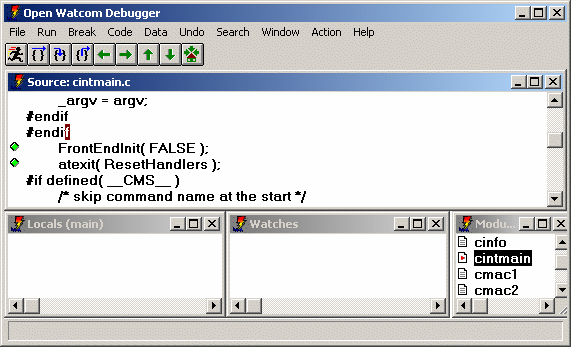 Open Watcom Debugger
File Run Break Code Data Undo Search Window Action Help
Source: cintmain.c
_argv = argv;
#endif
#endif
FrontEndInit( FALSE );
atexit( ResetHandlers );
#if defined( __CMS__ )
/* skip command name at the start */
Locals (main)
Watches
Modu...
cinfo
cintmain
cmac1
cmac2